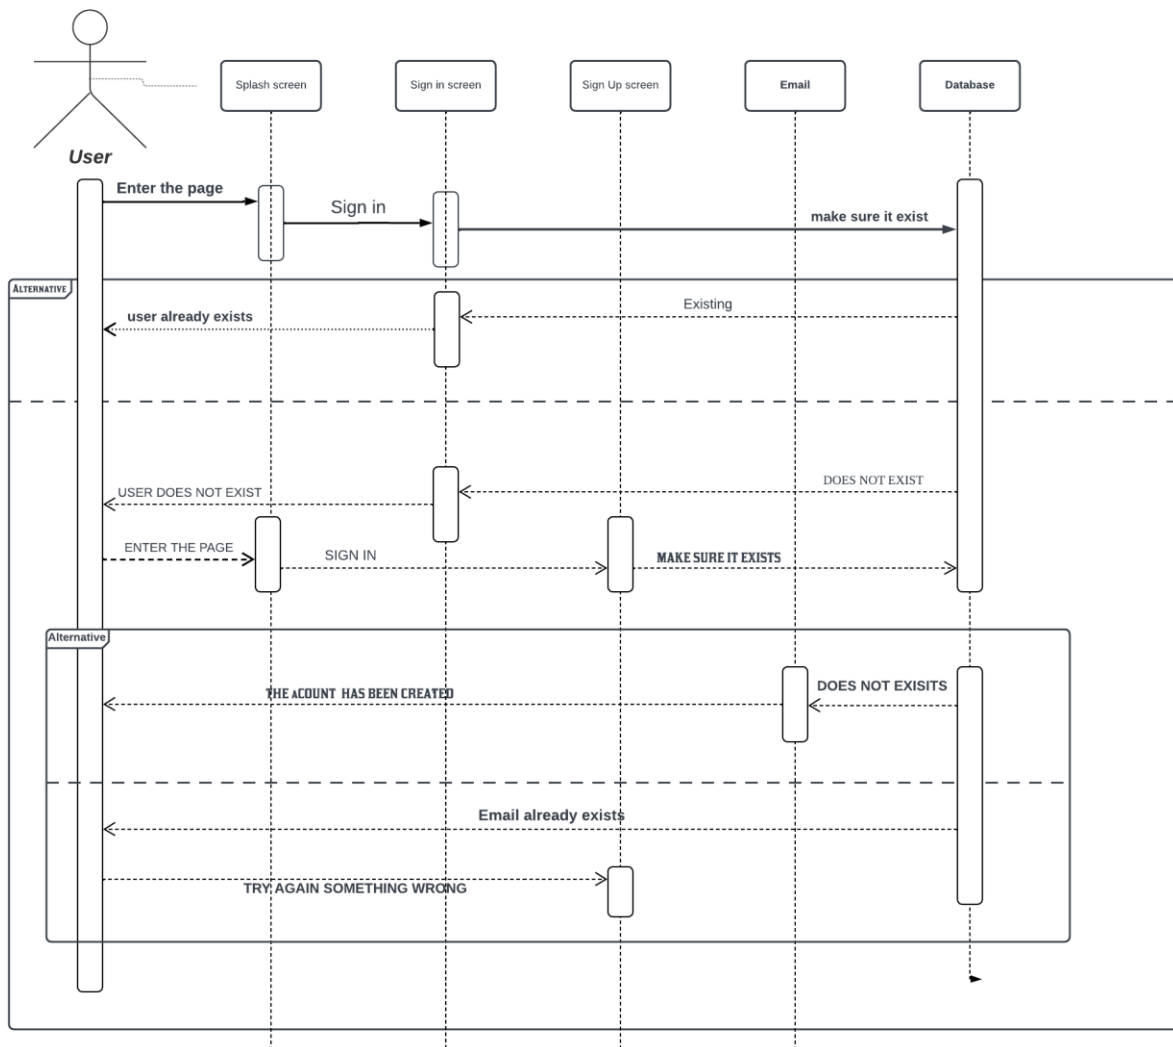 Splash screen
Sign in screen
Sign Up screen
Email
Database
User
Enter the page
Sign in
make sure it exist
ALTERNATIVE
Existing
user already exists
DOES NOT EXIST
USER DOES NOT EXIST
ENTER THE PAGE
SIGN IN
MAKE SURE IT EXISTS
Alternative
DOES NOT EXISITS
THE aCOUNT HAS BEEN CREATED
Email already exists
TRY AGAIN SOMETHING WRONG